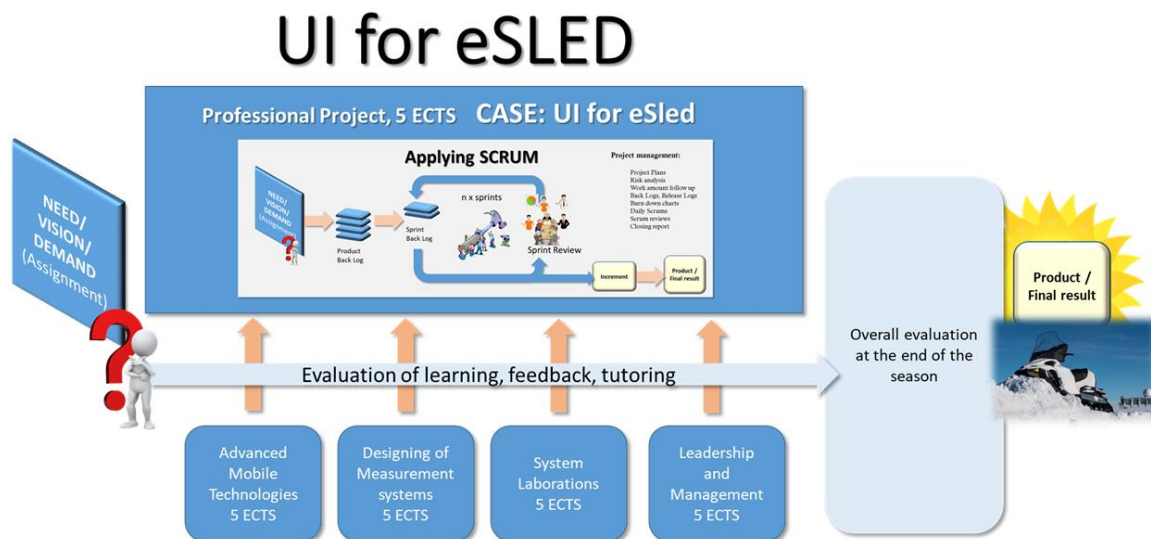 UI for eSLED
Professional Project, 5 ECTS CASE: UI for eSled
NEED/
VISION/
DEMAND
(Assignment)
Applying SCRUM
NEED/
VISION/
DEMAND
(Assignment)
Product
Back Log
Sprint
Back Log
n x sprints
Sprint Review
Project management:
Project Plans
Risk analysis
Work amount follow up
Back Logs, Release Logs
Burn down charts
Daily Scrums
Scrum reviews
Closing report
Increment
Product /
Final result
Evaluation of learning, feedback, tutoring
Advanced
Mobile
Technologies
5 ECTS
Designing of
Measurement
systems
5 ECTS
System
Laborations
5 ECTS
Leadership
and
Management
5 ECTS
Overall evaluation
at the end of the
season
Product /
Final result